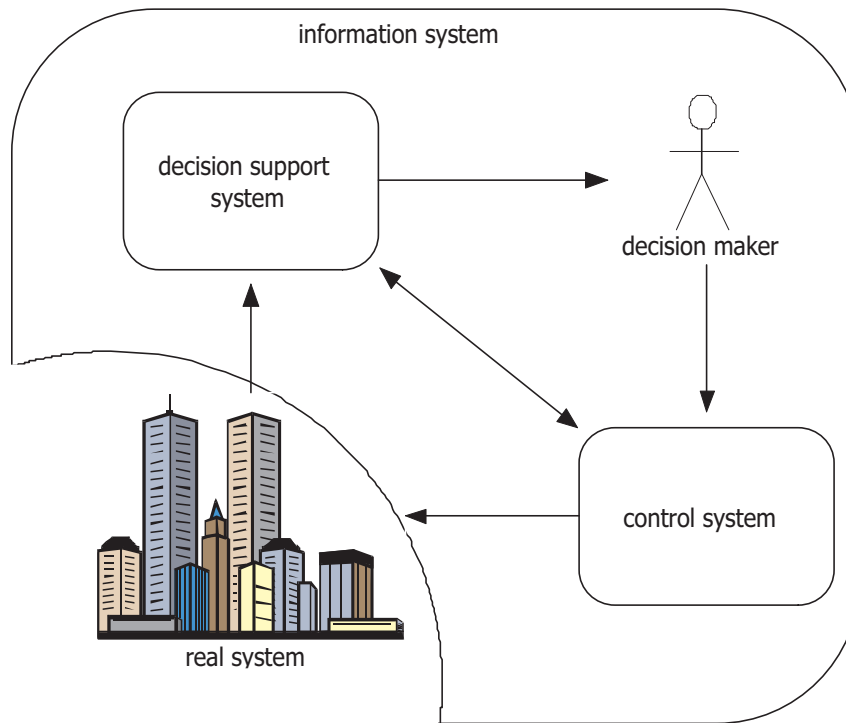 information system
decision support
system
decision maker
control system
real system